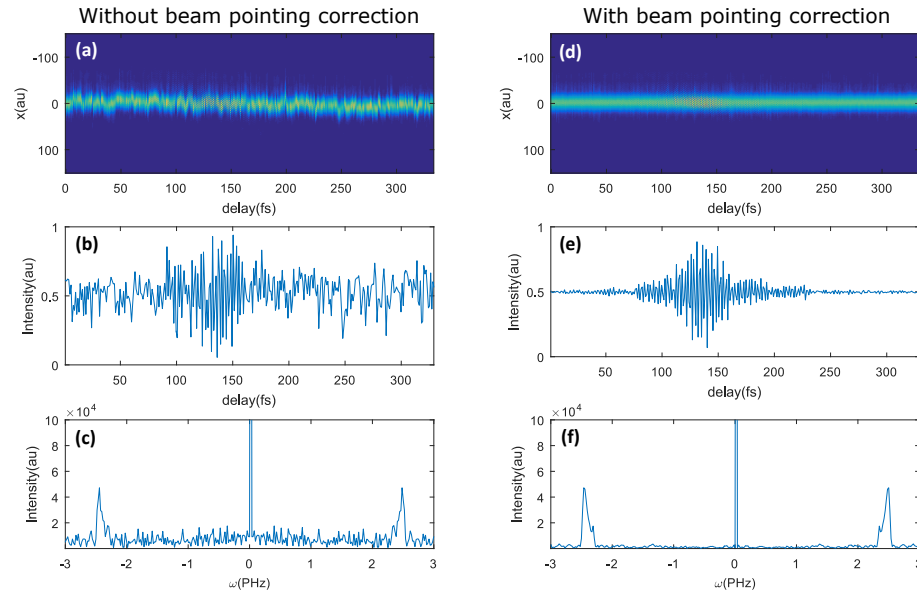 Without beam pointing correction
With beam pointing correction
(a)
-100
0
100
x(au)
0 50 100 150 200 250 300
delay(fs)
(d)
-100
0
100
x(au)
0 50 100 150 200 250 300
delay(fs)
(b)
1
0.5
0
Intensity(au)
50 100 150 200 250 300
delay(fs)
(e)
1
0.5
0
Intensity(au)
50 100 150 200 250 300
delay(fs)
×10⁴
(c)
10
8
6
4
2
Intensity(au)
-3 -2 -1 0 1 2 3
ω(PHz)
×10⁴
(f)
10
8
6
4
2
Intensity(au)
-3 -2 -1 0 1 2 3
ω(PHz)